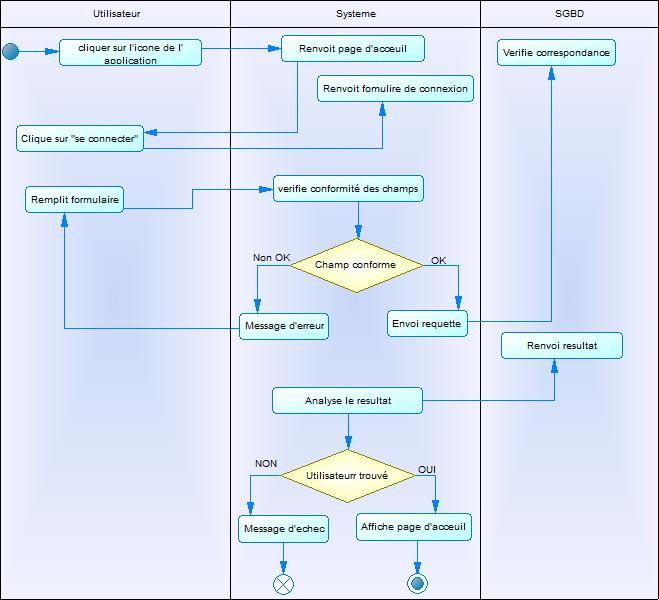 Utilisateur
Systeme
SGBD
cliquer sur l'icone de l'
application
Renvoit page d'acceuil
Verifie correspondance
Renvoit fomulire de connexion
Clique sur "se connecter"
Remplit formulaire
verifie conformité des champs
Non OK
Champ conforme
OK
Message d'erreur
Envoi requette
Renvoi resultat
Analyse le resultat
NON
Utilisateurr trouvé
OUI
Message d'echec
Affiche page d'acceuil